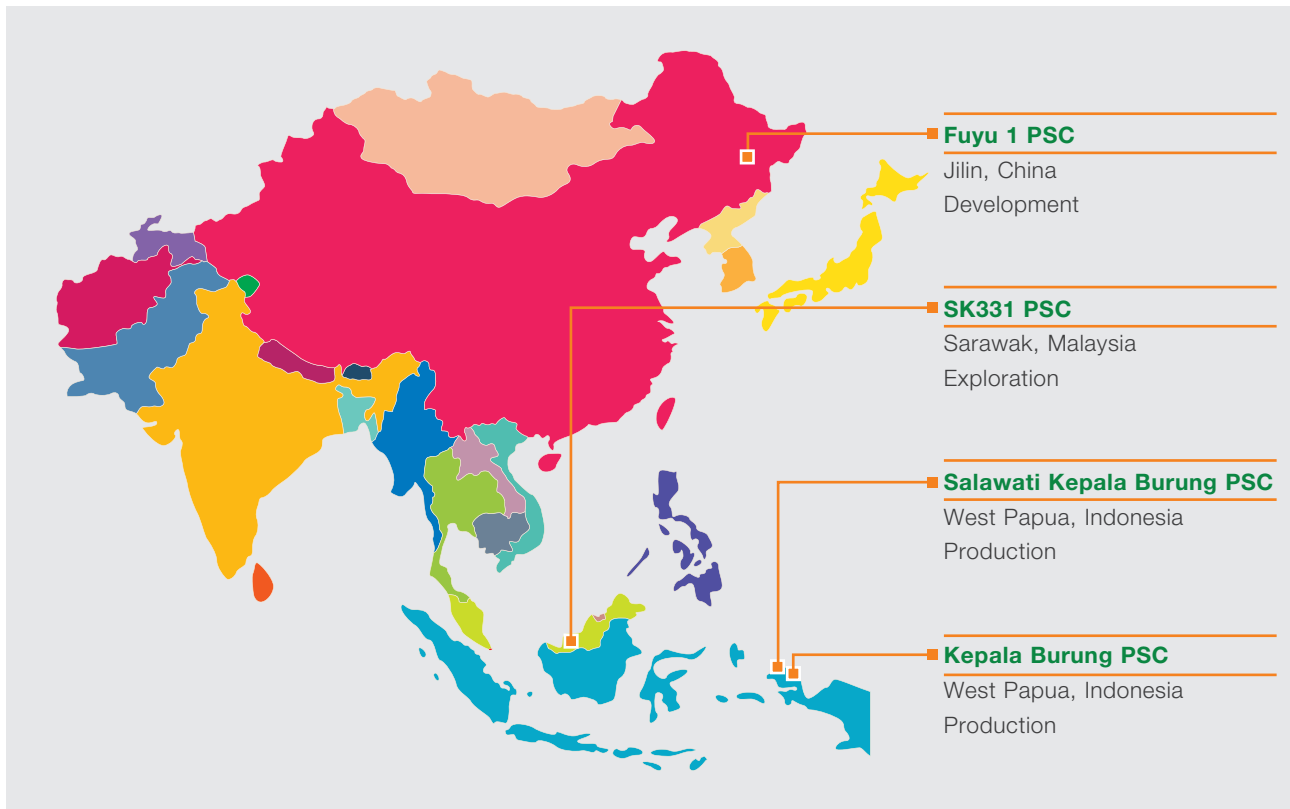 Fuyu 1 PSC
Jilin, China
Development
SK331 PSC
Sarawak, Malaysia
Exploration
Salawati Kepala Burung PSC
West Papua, Indonesia
Production
Kepala Burung PSC
West Papua, Indonesia
Production